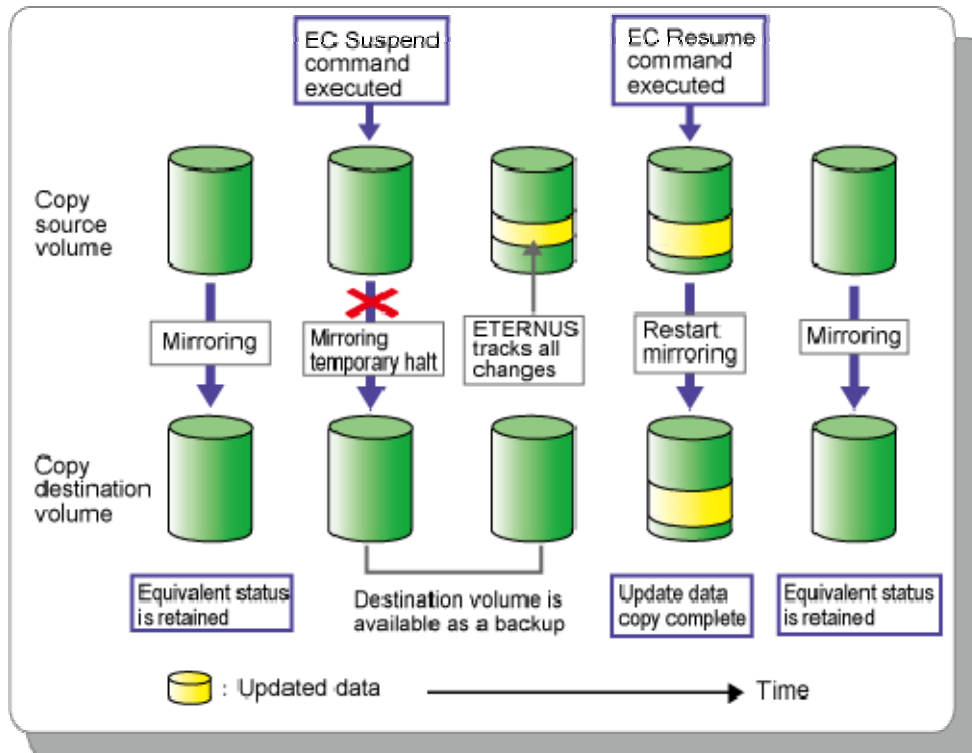 EC Suspend
command
executed
EC Resume
command
executed
Copy
source
volume
Mirroring
Mirroring
temporary halt
ETERNUS
tracks all
changes
Restart
mirroring
Mirroring
Copy
destination
volume
Equivalent status
is retained
Destination volume is
available as a backup
Update data
copy complete
Equivalent status
is retained
: Updated data
Time